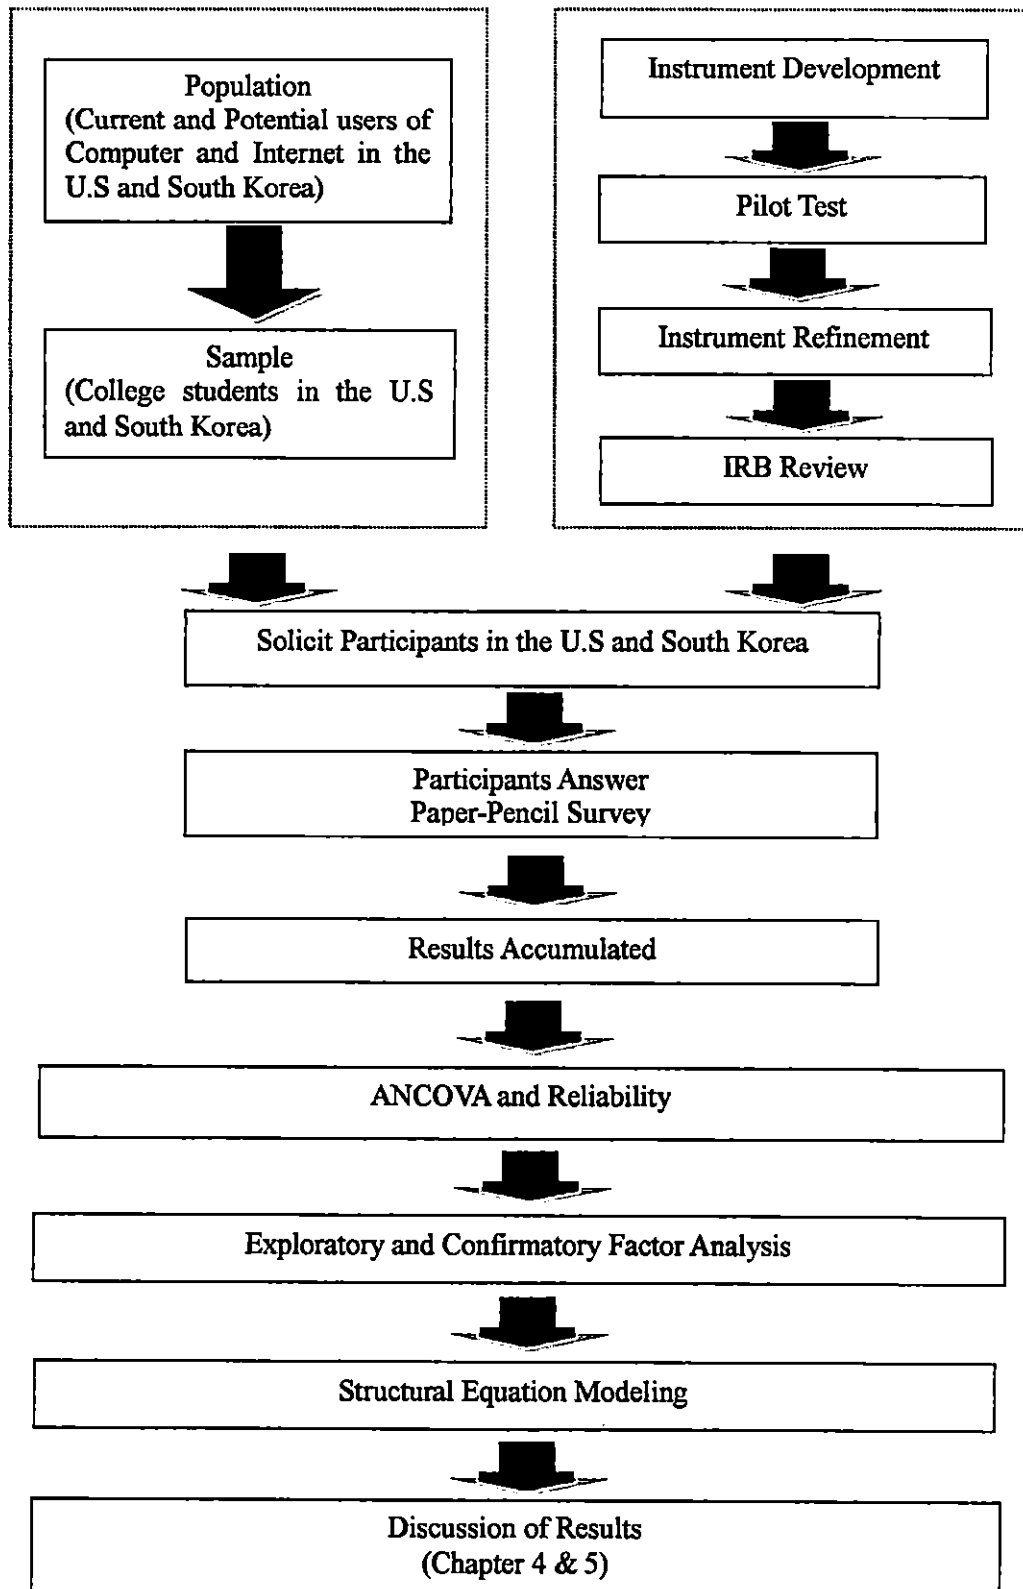 Population
(Current and Potential users of
Computer and Internet in the
U.S and South Korea)
Sample
(College students in the U.S
and South Korea)
Instrument Development
Pilot Test
Instrument Refinement
IRB Review
Solicit Participants in the U.S and South Korea
Participants Answer
Paper-Pencil Survey
Results Accumulated
ANCOVA and Reliability
Exploratory and Confirmatory Factor Analysis
Structural Equation Modeling
Discussion of Results
(Chapter 4 & 5)